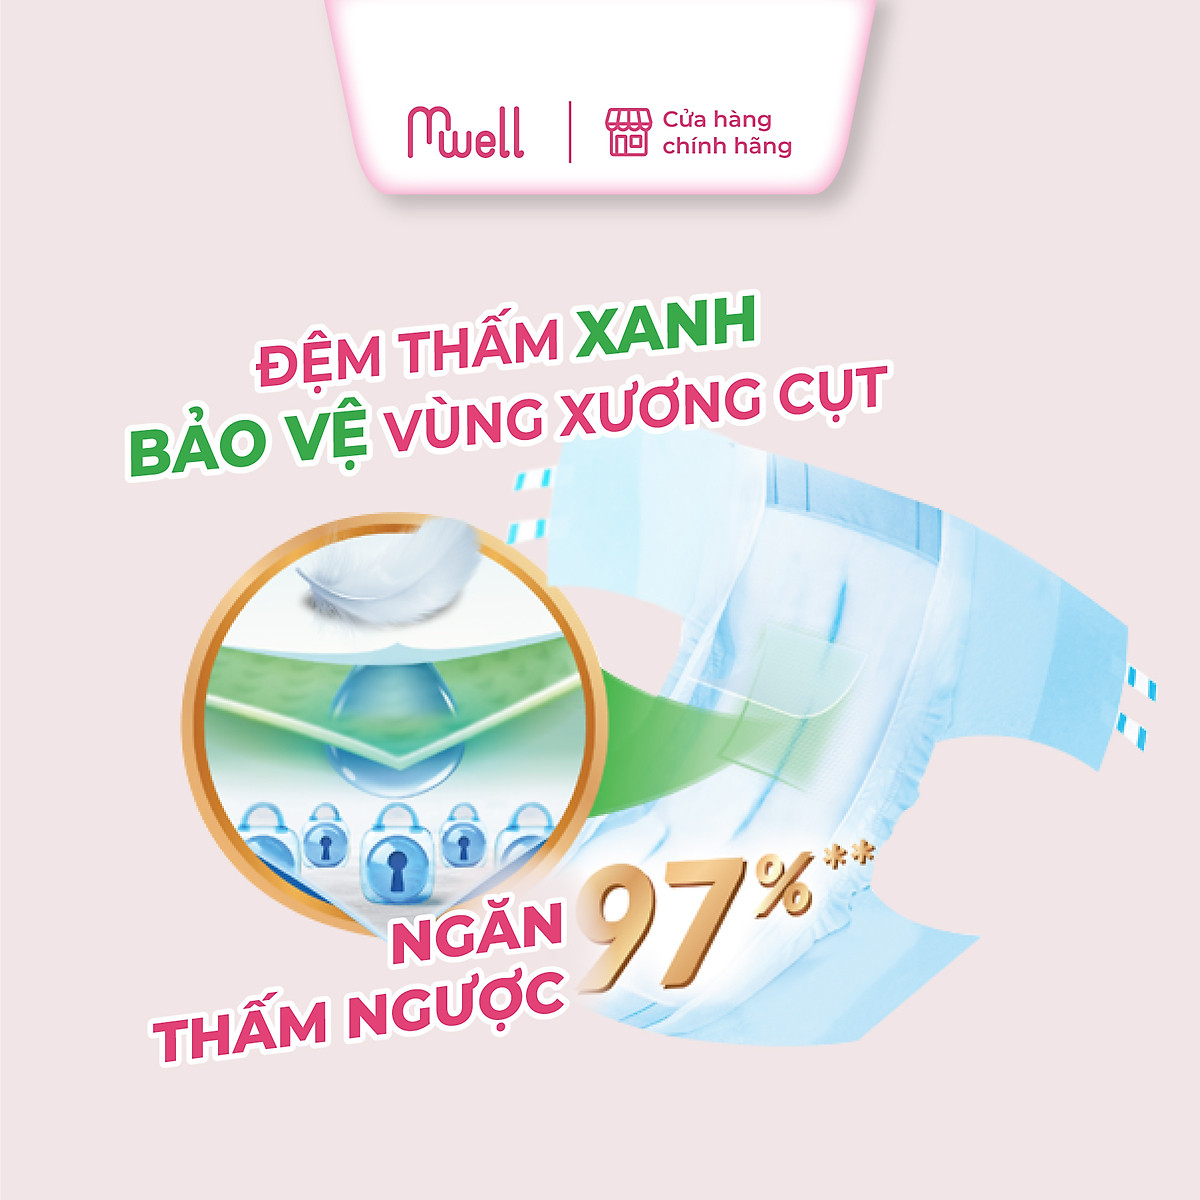 mwell
Cửa hàng
chính hãng
ĐỆM THẤM XANH
BẢO VỆ VÙNG XƯƠNG CỤT
97%**
NGĂN
THẤM NGƯỢC